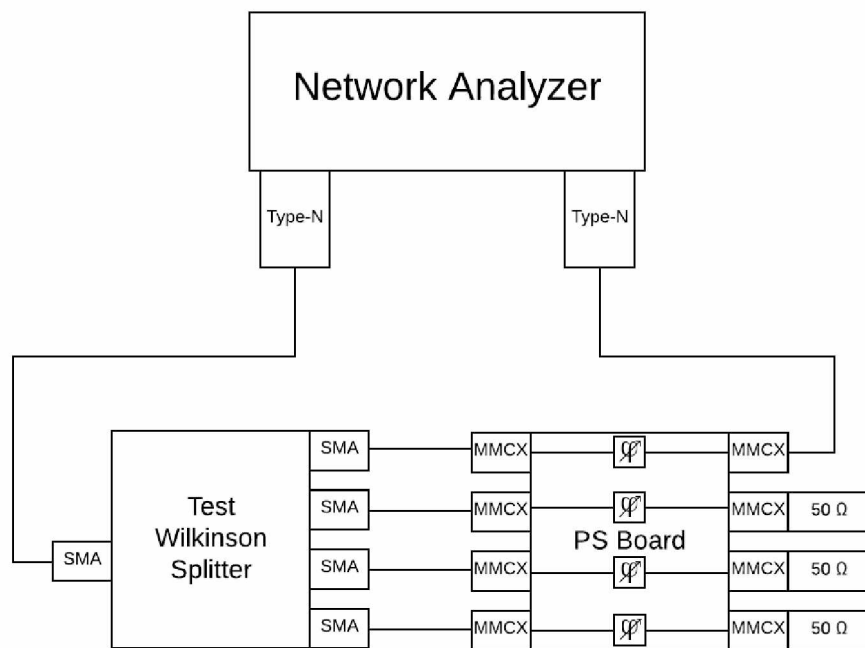 Network Analyzer
Type-N
Type-N
SMA
MMCX
φ
MMCX
Test
Wilkinson
Splitter
SMA
MMCX
φ
MMCX
50 Ω
PS Board
SMA
SMA
MMCX
φ
MMCX
50 Ω
SMA
MMCX
φ
MMCX
50 Ω